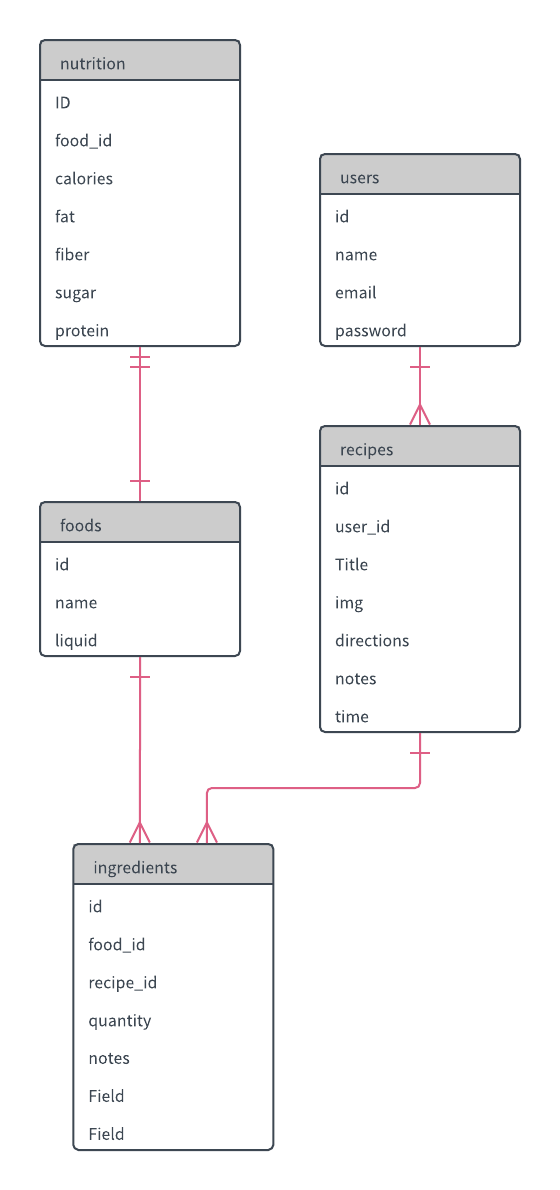 nutrition
ID
food_id
calories
fat
fiber
sugar
protein
users
id
name
email
password
foods
id
name
liquid
recipes
id
user_id
Title
img
directions
notes
time
ingredients
id
food_id
recipe_id
quantity
notes
Field
Field